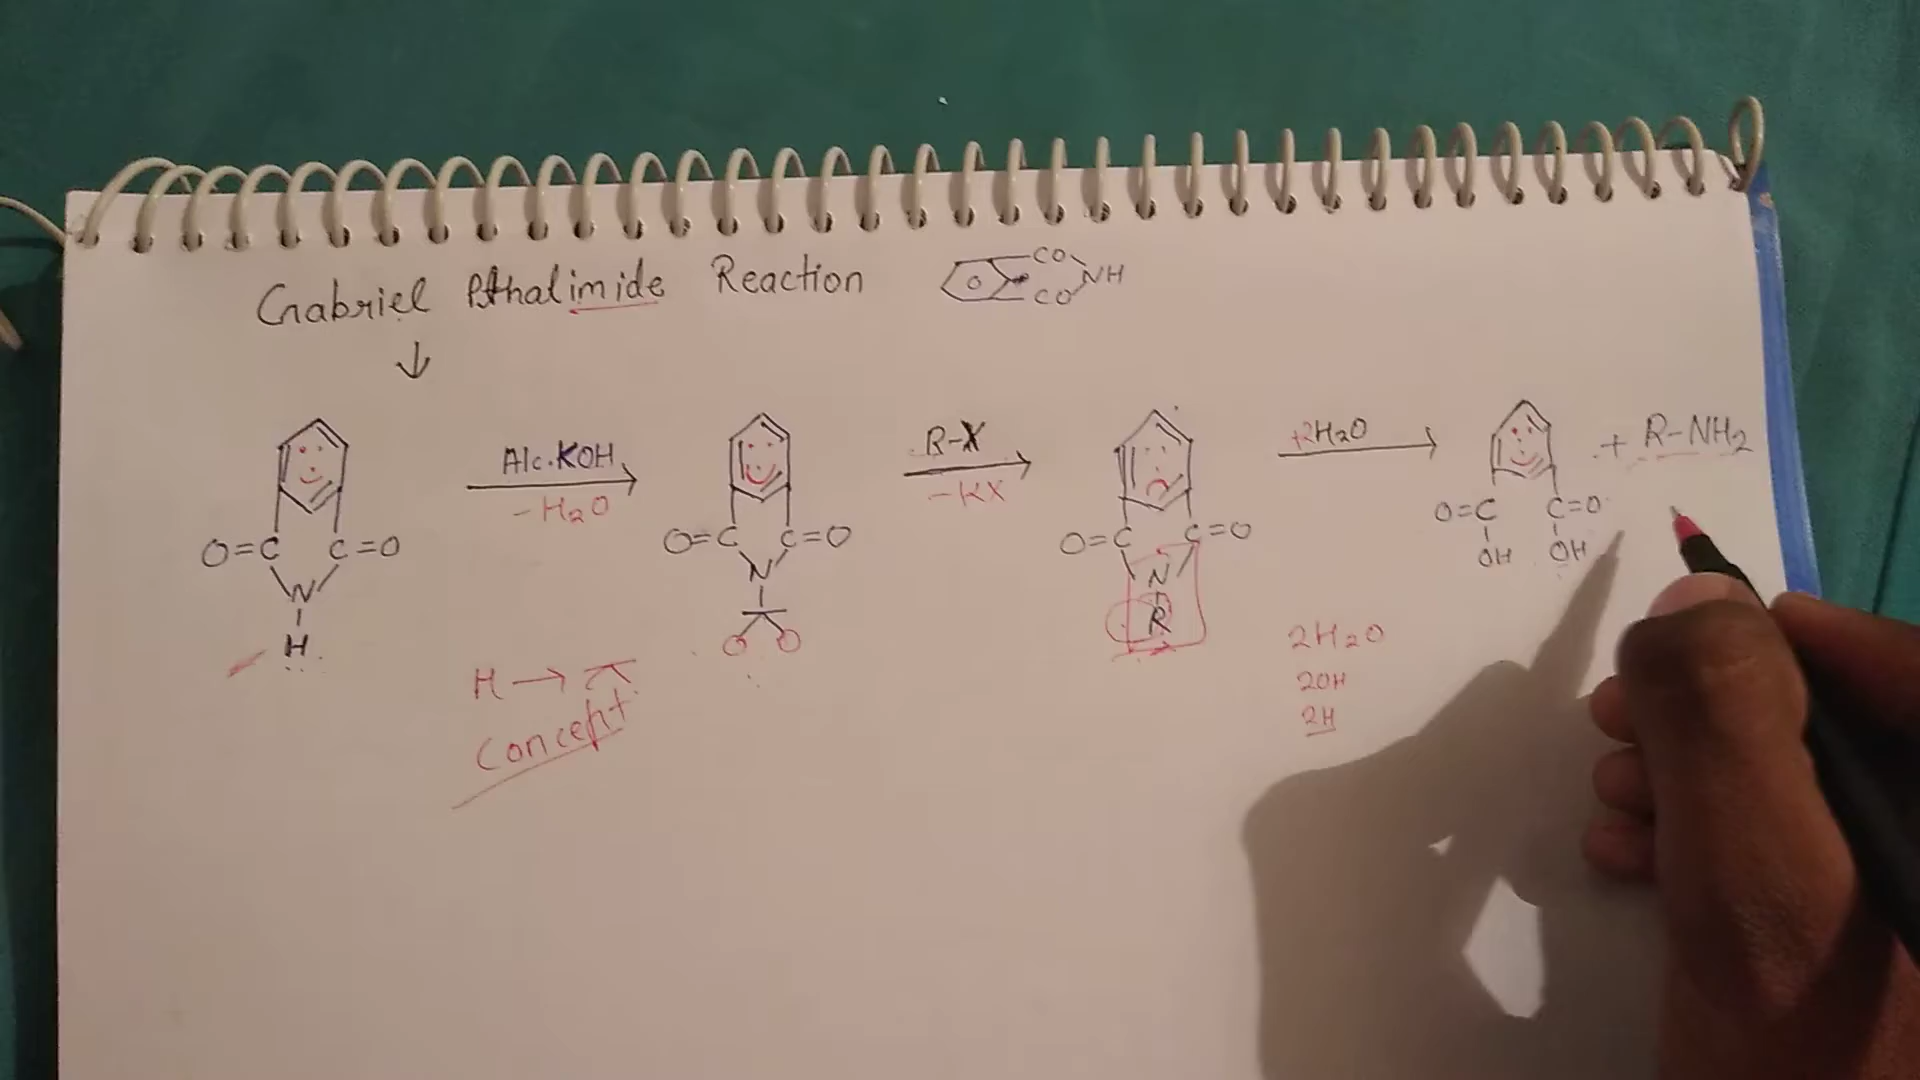 Gabriel Pthalimide Reaction
CO
CO
NH
Alc.KOH
-H2O
R-X
-KX
+2H2O
+ R-NH2
O=C C=O
N
H
O=C C=O
N
O=C C=O
N
R
O=C C=O
OH OH
H →
Concept
2H2O
2OH
2H